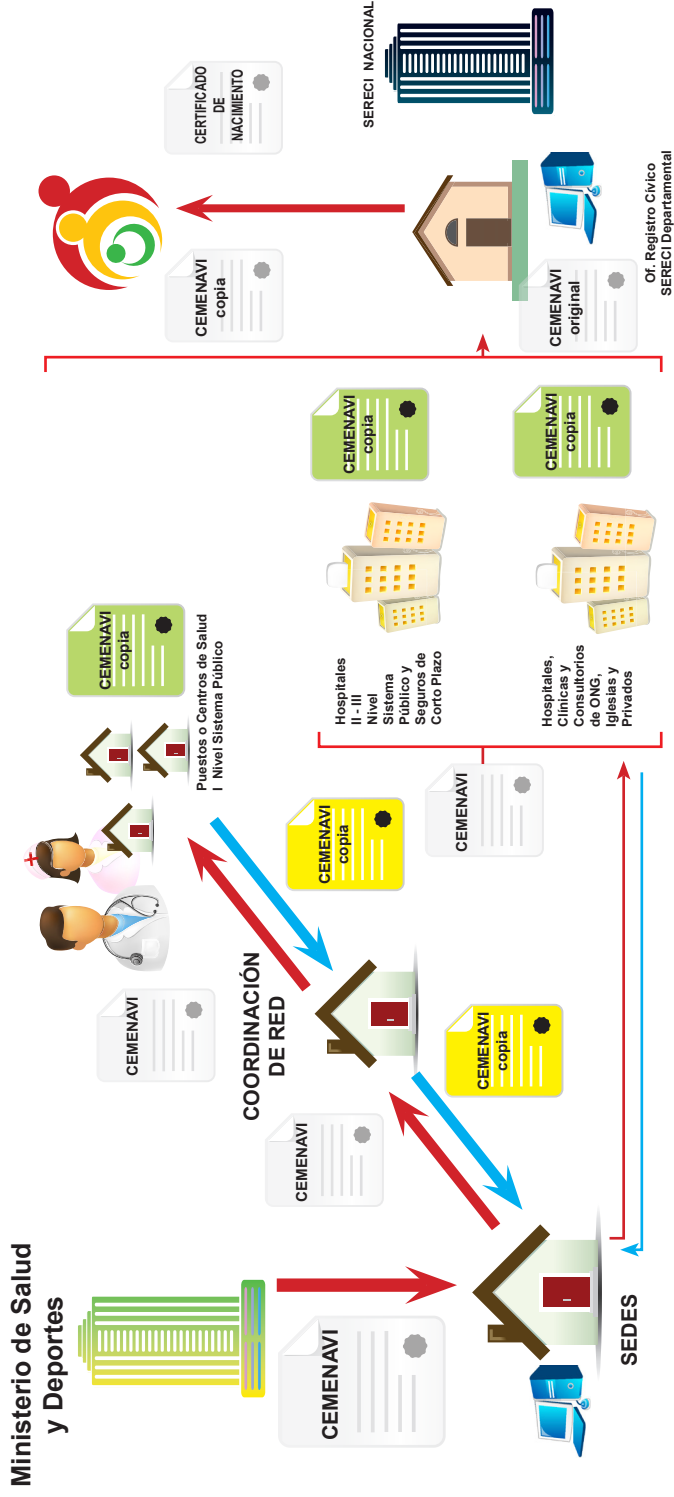 Ministerio de Salud
y Deportes
CEMENAVI
SEDES
CEMENAVI
COORDINACIÓN
DE RED
CEMENAVI
copia
CEMENAVI
Puestos o Centros de Salud
I Nivel Sistema Público
CEMENAVI
copia
CEMENAVI
copia
CEMENAVI
Hospitales
II - III
Nivel
Sistema
Público y
Seguros de
Corto Plazo
CEMENAVI
copia
Hospitales,
Clínicas y
Consultorios
de ONG,
Iglesias y
Privados
CEMENAVI
copia
CEMENAVI
copia
CERTIFICADO
DE
NACIMIENTO
CEMENAVI
original
Of. Registro Cívico
SERECI Departamental
SERECI NACIONAL